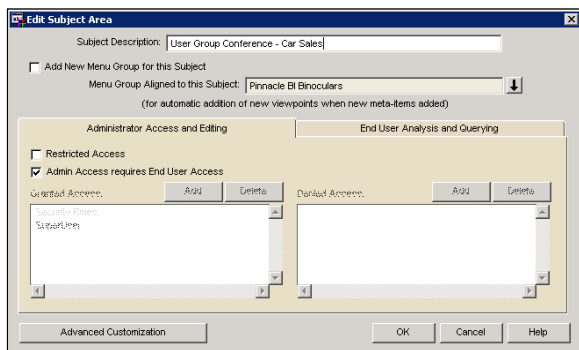 Edit Subject Area
Subject Description: User Group Conference - Car Sales
Add New Menu Group for this Subject
Menu Group Aligned to this Subject: Pinnacle BI Binoculars
(for automatic addition of new viewpoints when new meta-items added)
Administrator Access and Editing End User Analysis and Querying
Restricted Access
Admin Access requires End User Access
Granted Access: Add Delete Denied Access: Add Delete
Security Roles:
SuperUser
Advanced Customization OK Cancel Help